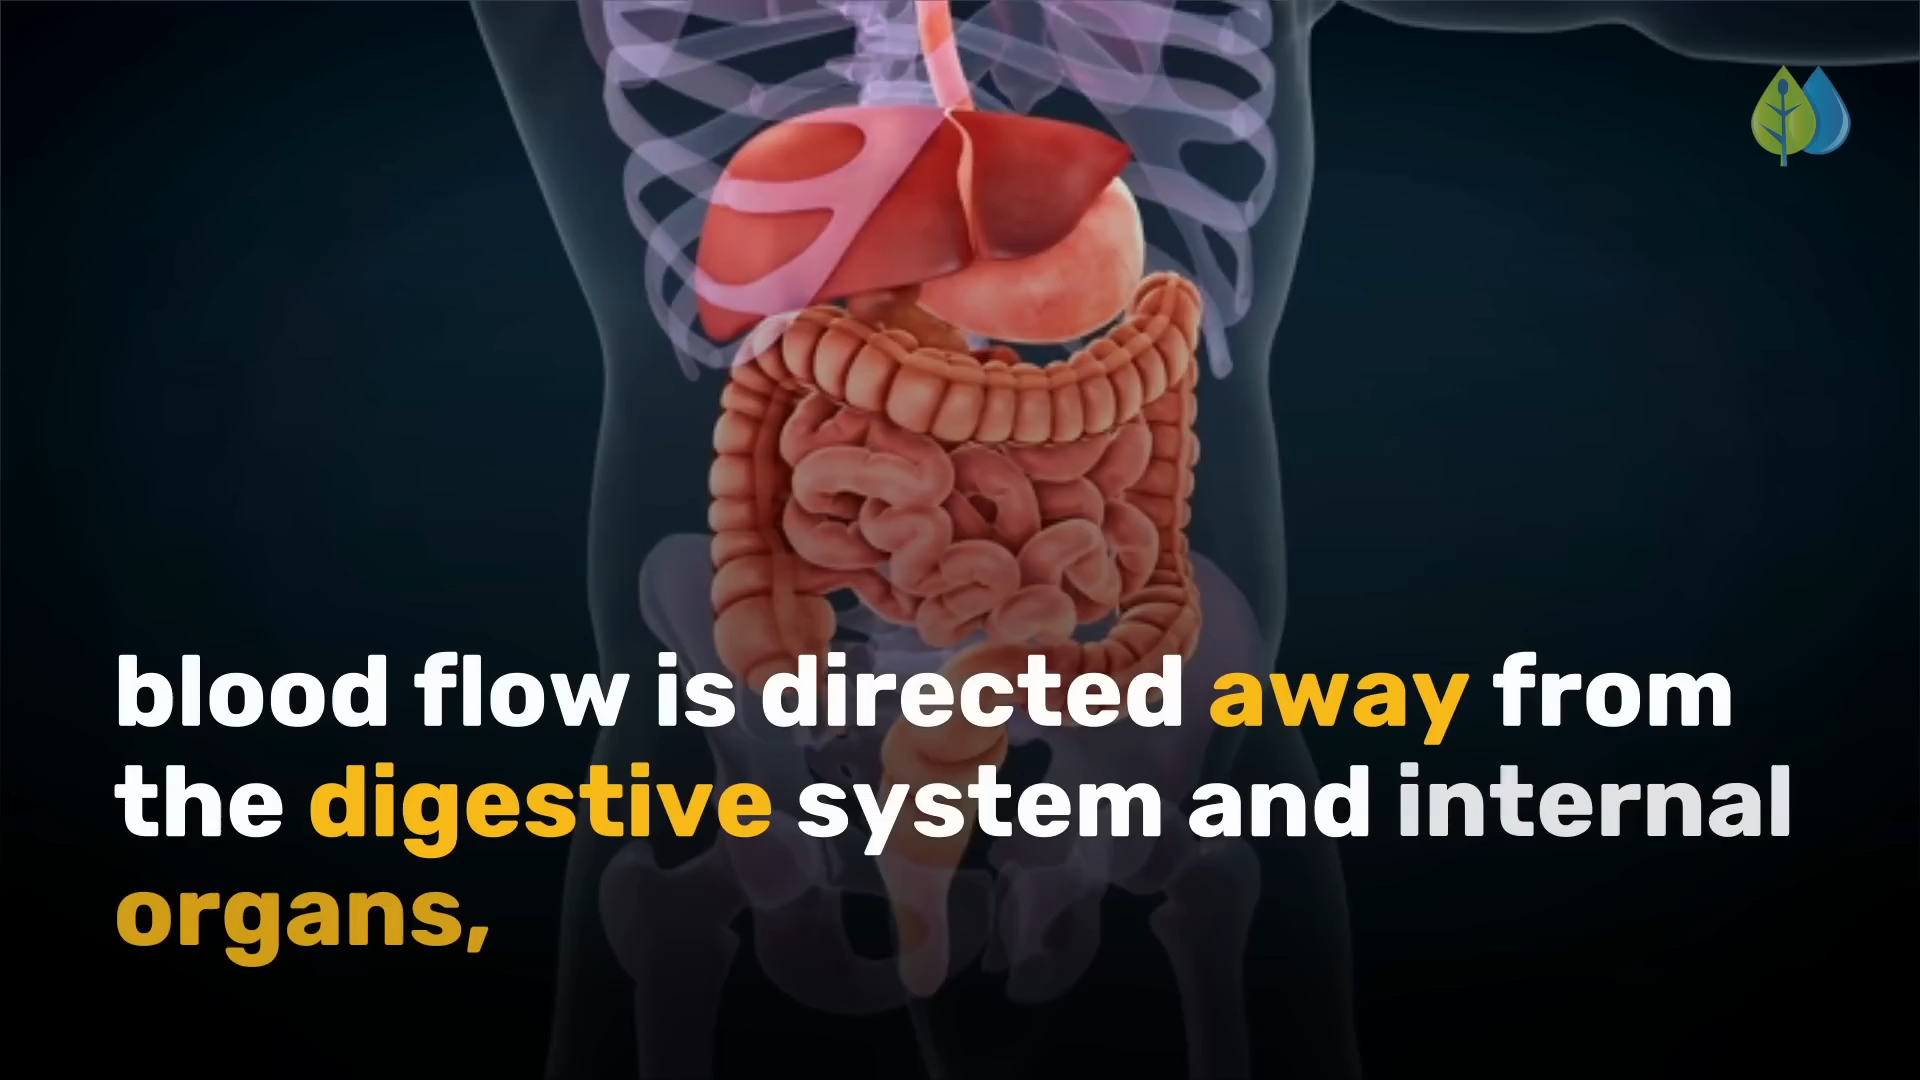 blood flow is directed away from
the digestive system and internal
organs,